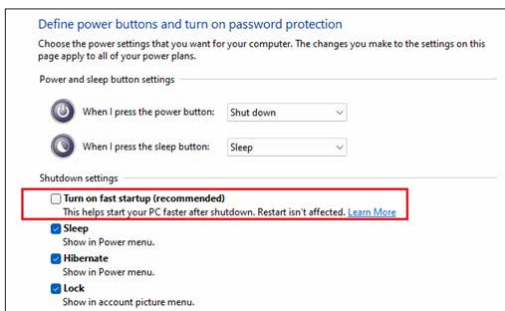 Define power buttons and turn on password protection
Choose the power settings that you want for your computer. The changes you make to the settings on this
page apply to all of your power plans.
Power and sleep button settings
When I press the power button: Shut down
When I press the sleep button: Sleep
Shutdown settings
Turn on fast startup (recommended)
This helps start your PC faster after shutdown. Restart isn't affected. Learn More
Sleep
Show in Power menu.
Hibernate
Show in Power menu.
Lock
Show in account picture menu.